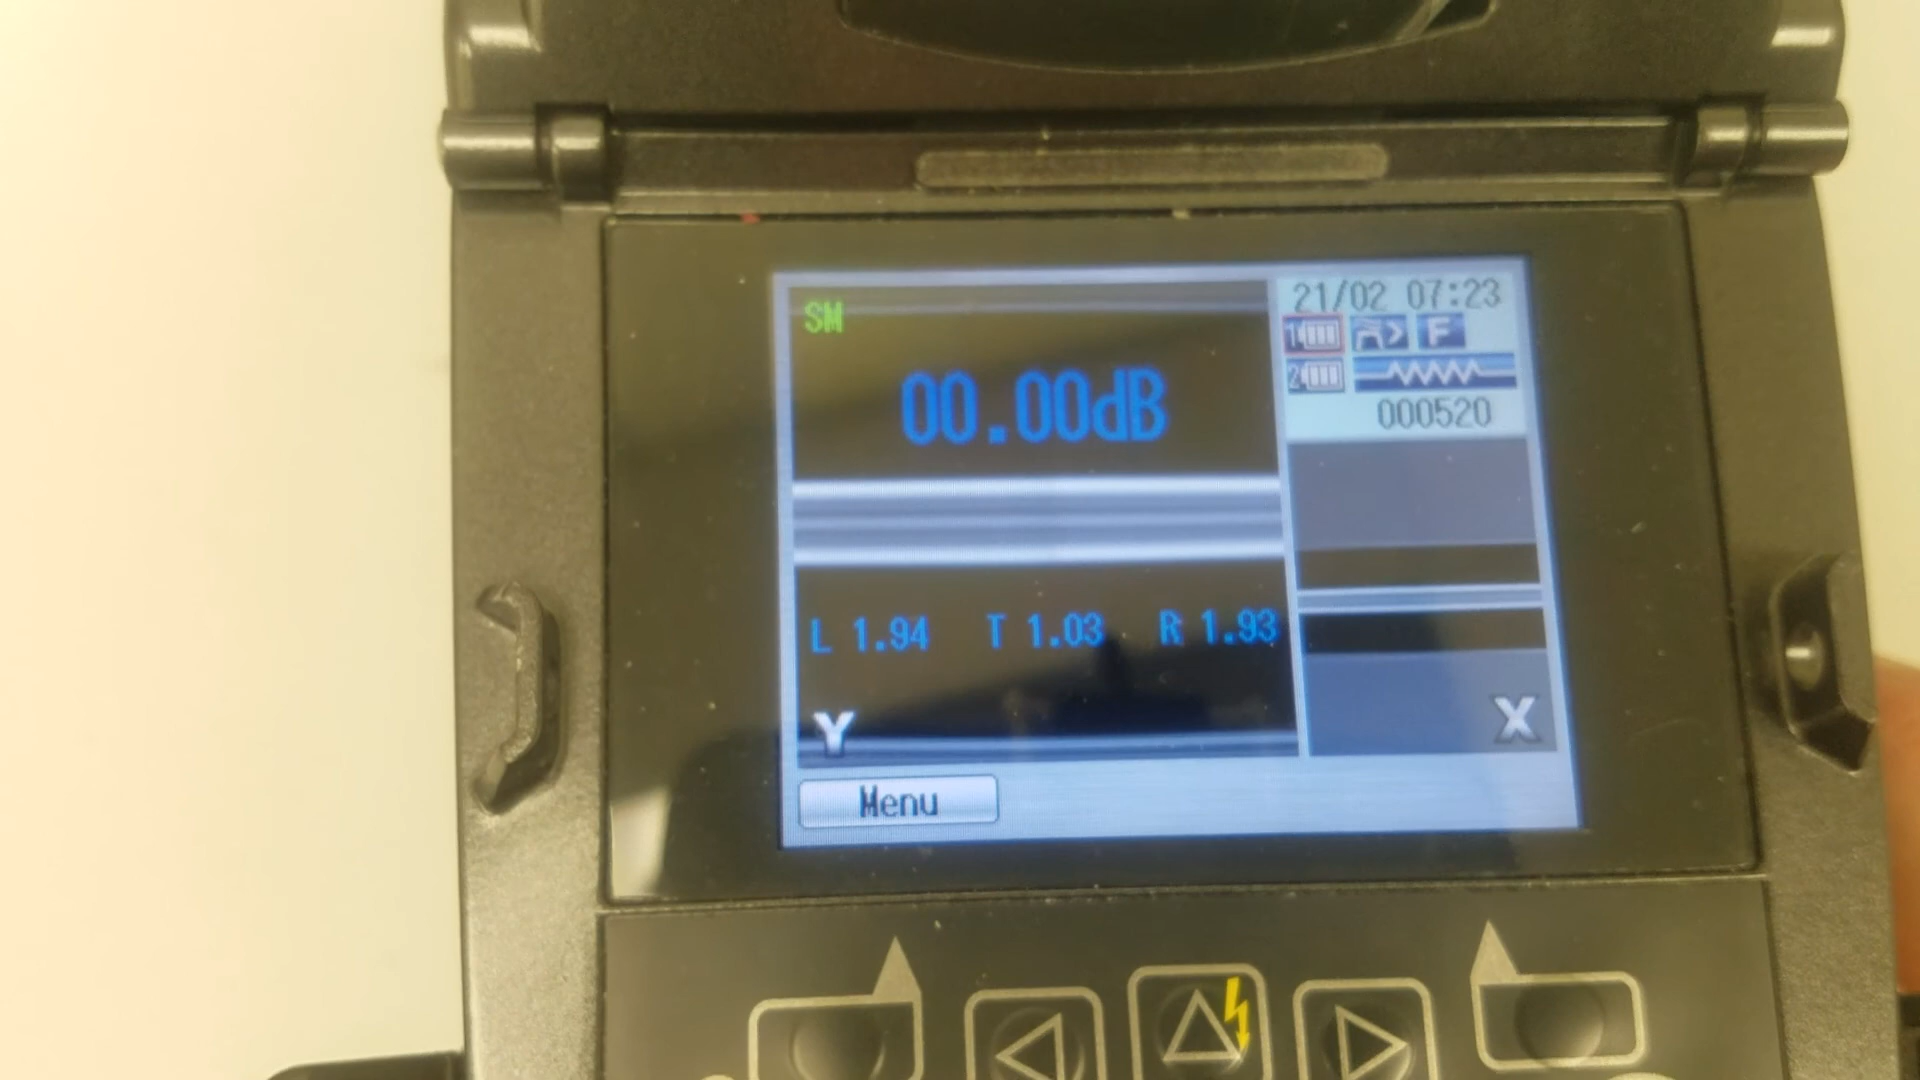 SM
00.00dB
L 1.94 T 1.03 R 1.93
Y
Menu
21/02 07:23
1 > F
2
000520
X